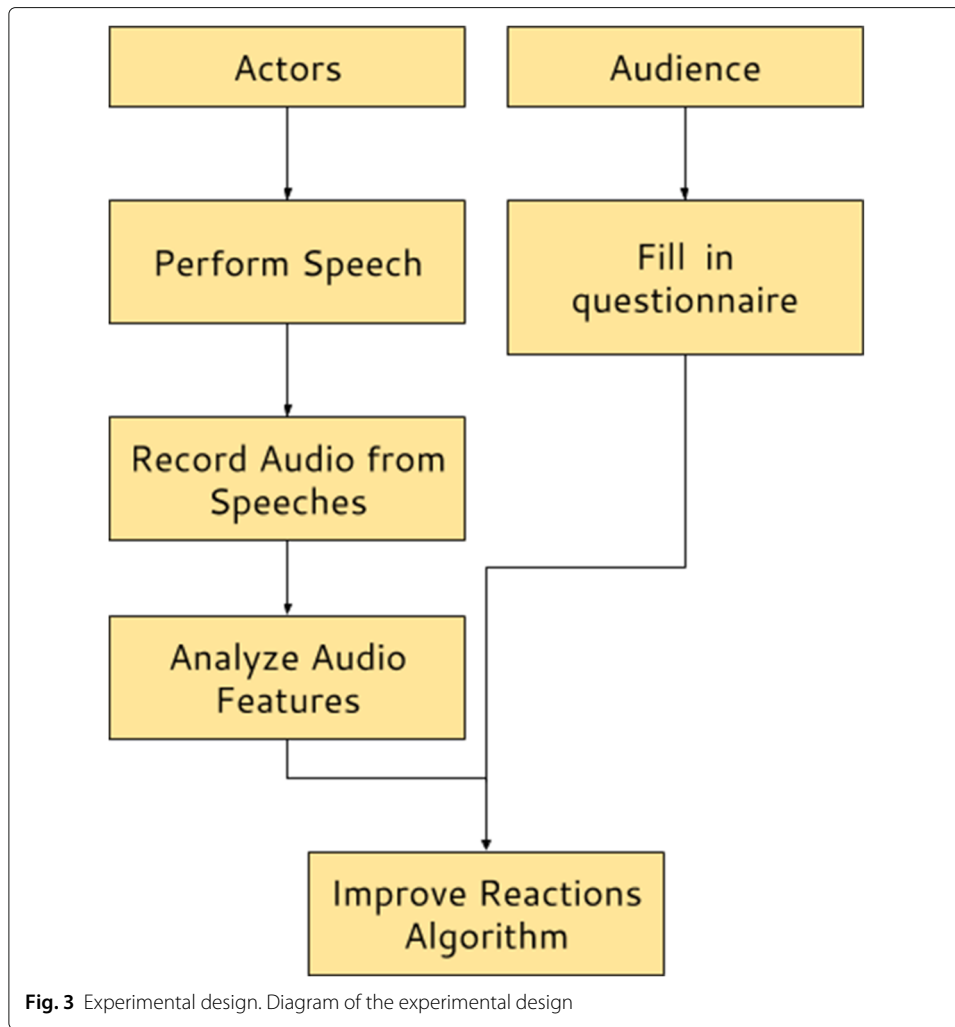 Actors
Audience
Perform Speech
Fill in
questionnaire
Record Audio from
Speeches
Analyze Audio
Features
Improve Reactions
Algorithm
Fig. 3 Experimental design. Diagram of the experimental design